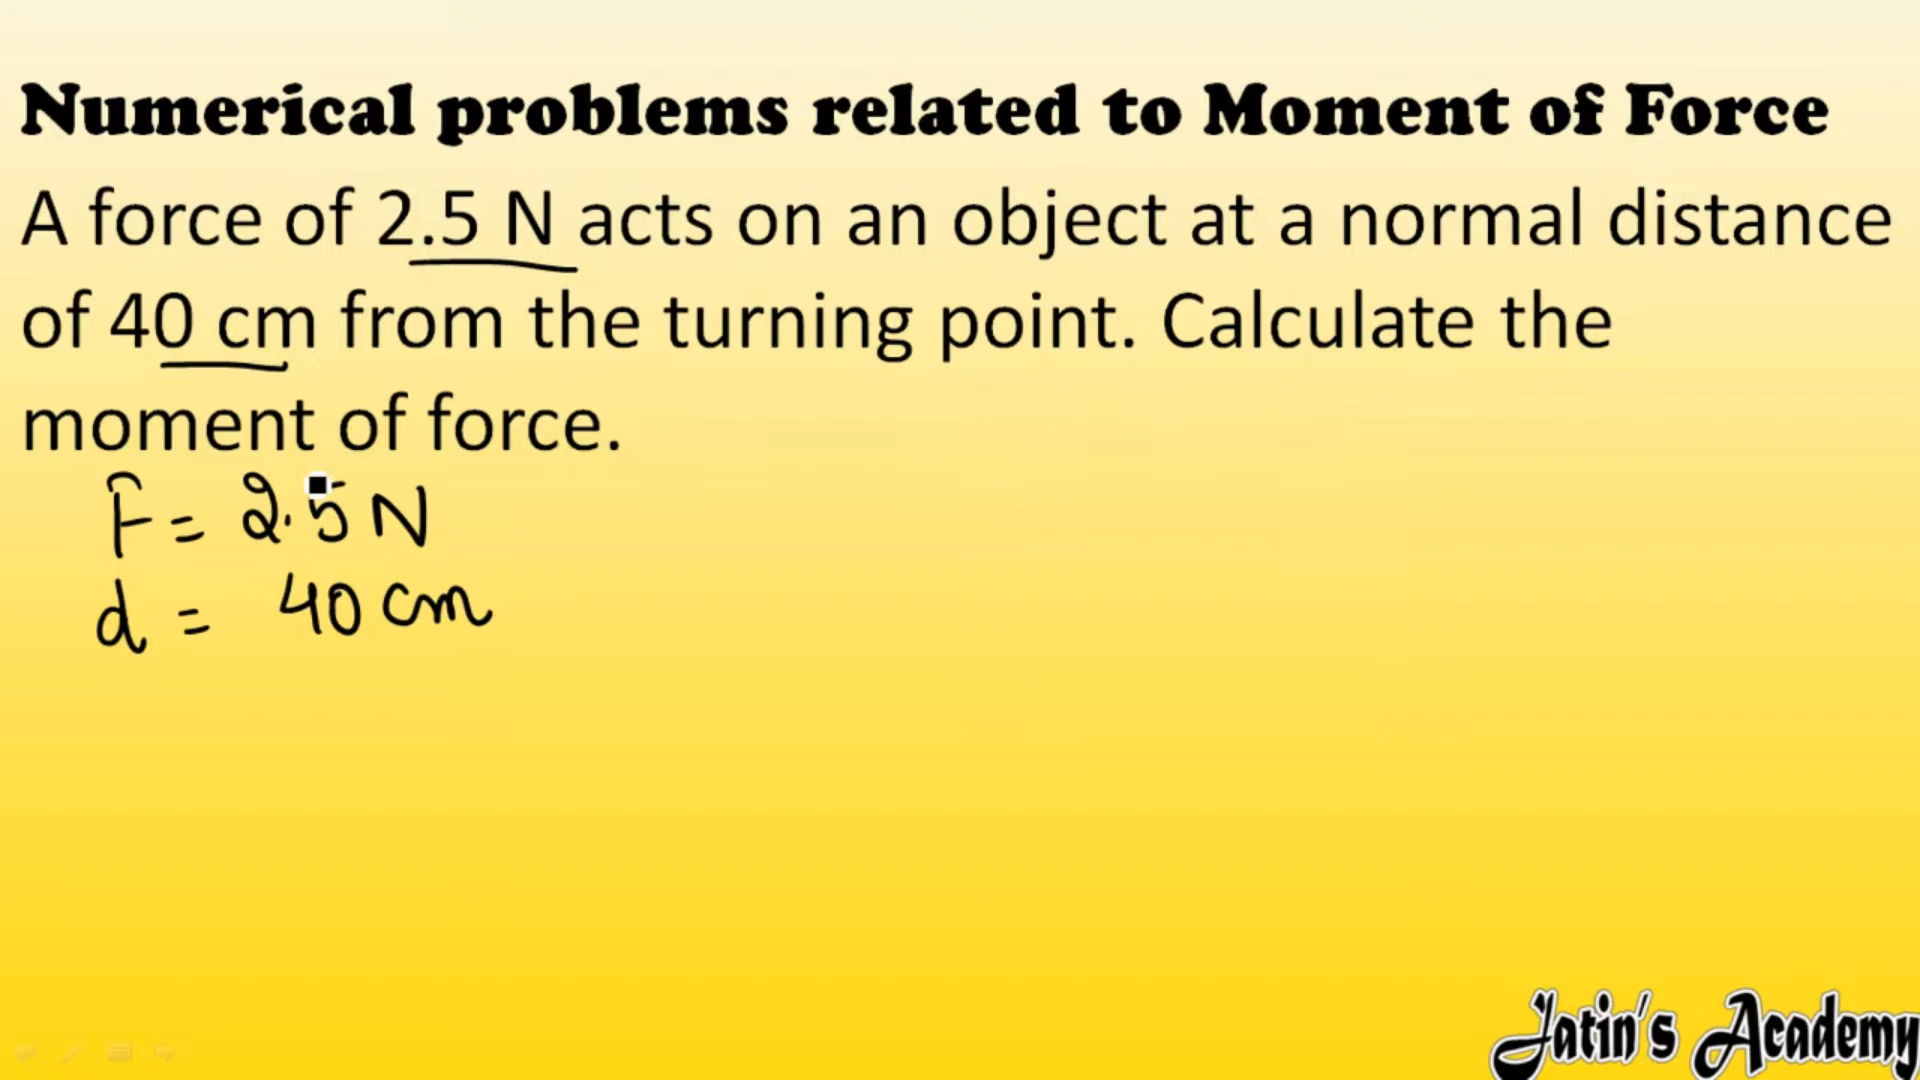 Numerical problems related to Moment of Force
A force of 2.5 N acts on an object at a normal distance
of 40 cm from the turning point. Calculate the
moment of force.
F = 2.5 N
d = 40 cm
Jatin's Academy